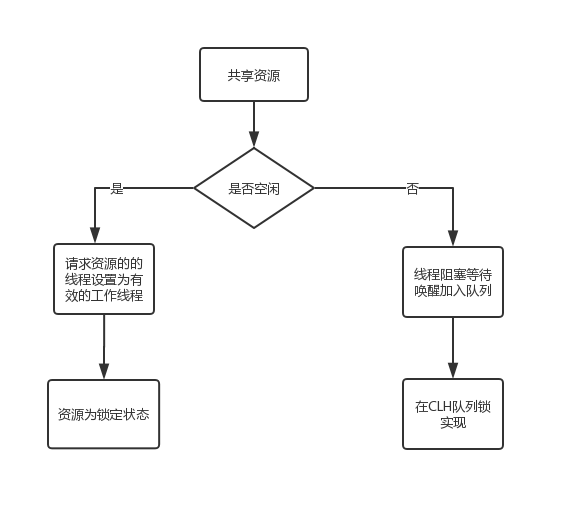 共享资源
是否空闲
是
否
请求资源的的
线程设置为有
效的工作线程
线程阻塞等待
唤醒加入队列
资源为锁定状态
在CLH队列锁
实现